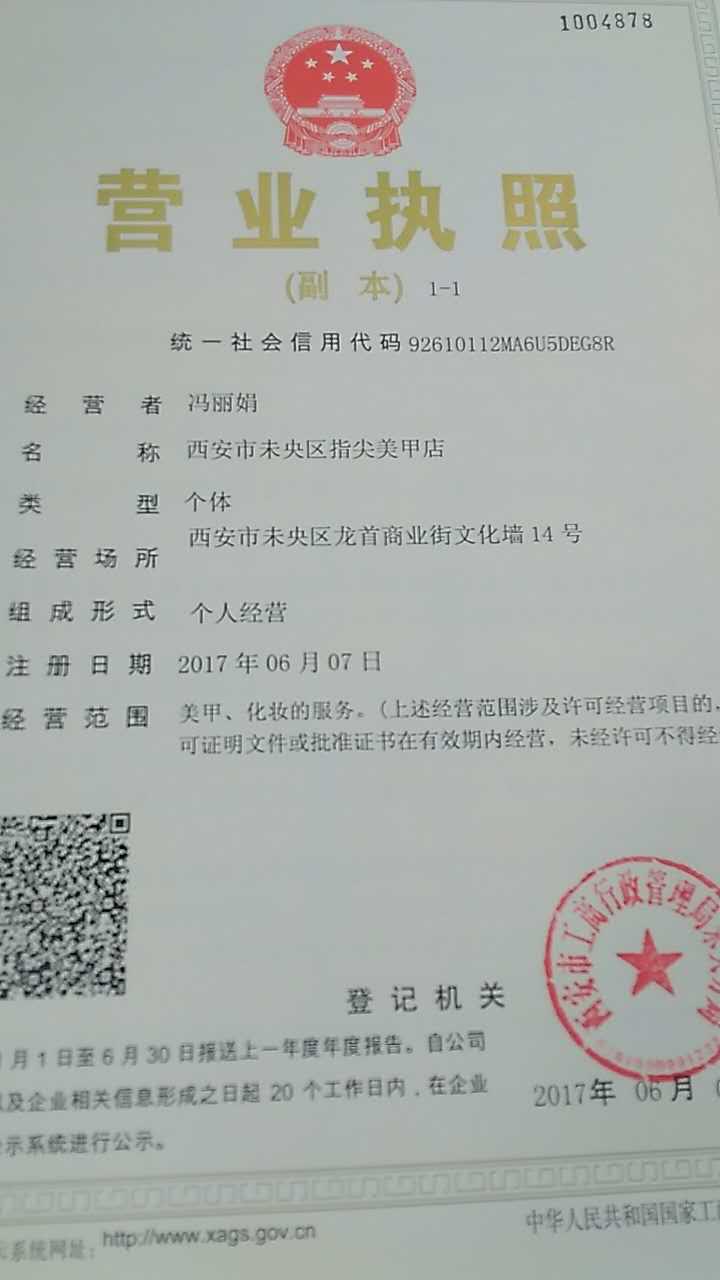 1004878
营业执照
(副 本) 1-1
统一社会信用代码 92610112MA6U5DEG8R
经营者 冯丽娟
名称 西安市未央区指尖美甲店
类型 个体
经营场所 西安市未央区龙首商业街文化墙14号
组成形式 个人经营
注册日期 2017年06月07日
经营范围 美甲、化妆的服务。(上述经营范围涉及许可经营项目的,
可证明文件或批准证书在有效期内经营,未经许可不得经
西安市工商行政管理局
登记机关
月1日至6月30日报送上一年度年度报告。自公司
以及企业相关信息形成之日起20个工作日内,在企业
示系统进行公示。
2017年 06月
示系统网址: http://www.xags.gov.cn
中华人民共和国国家工